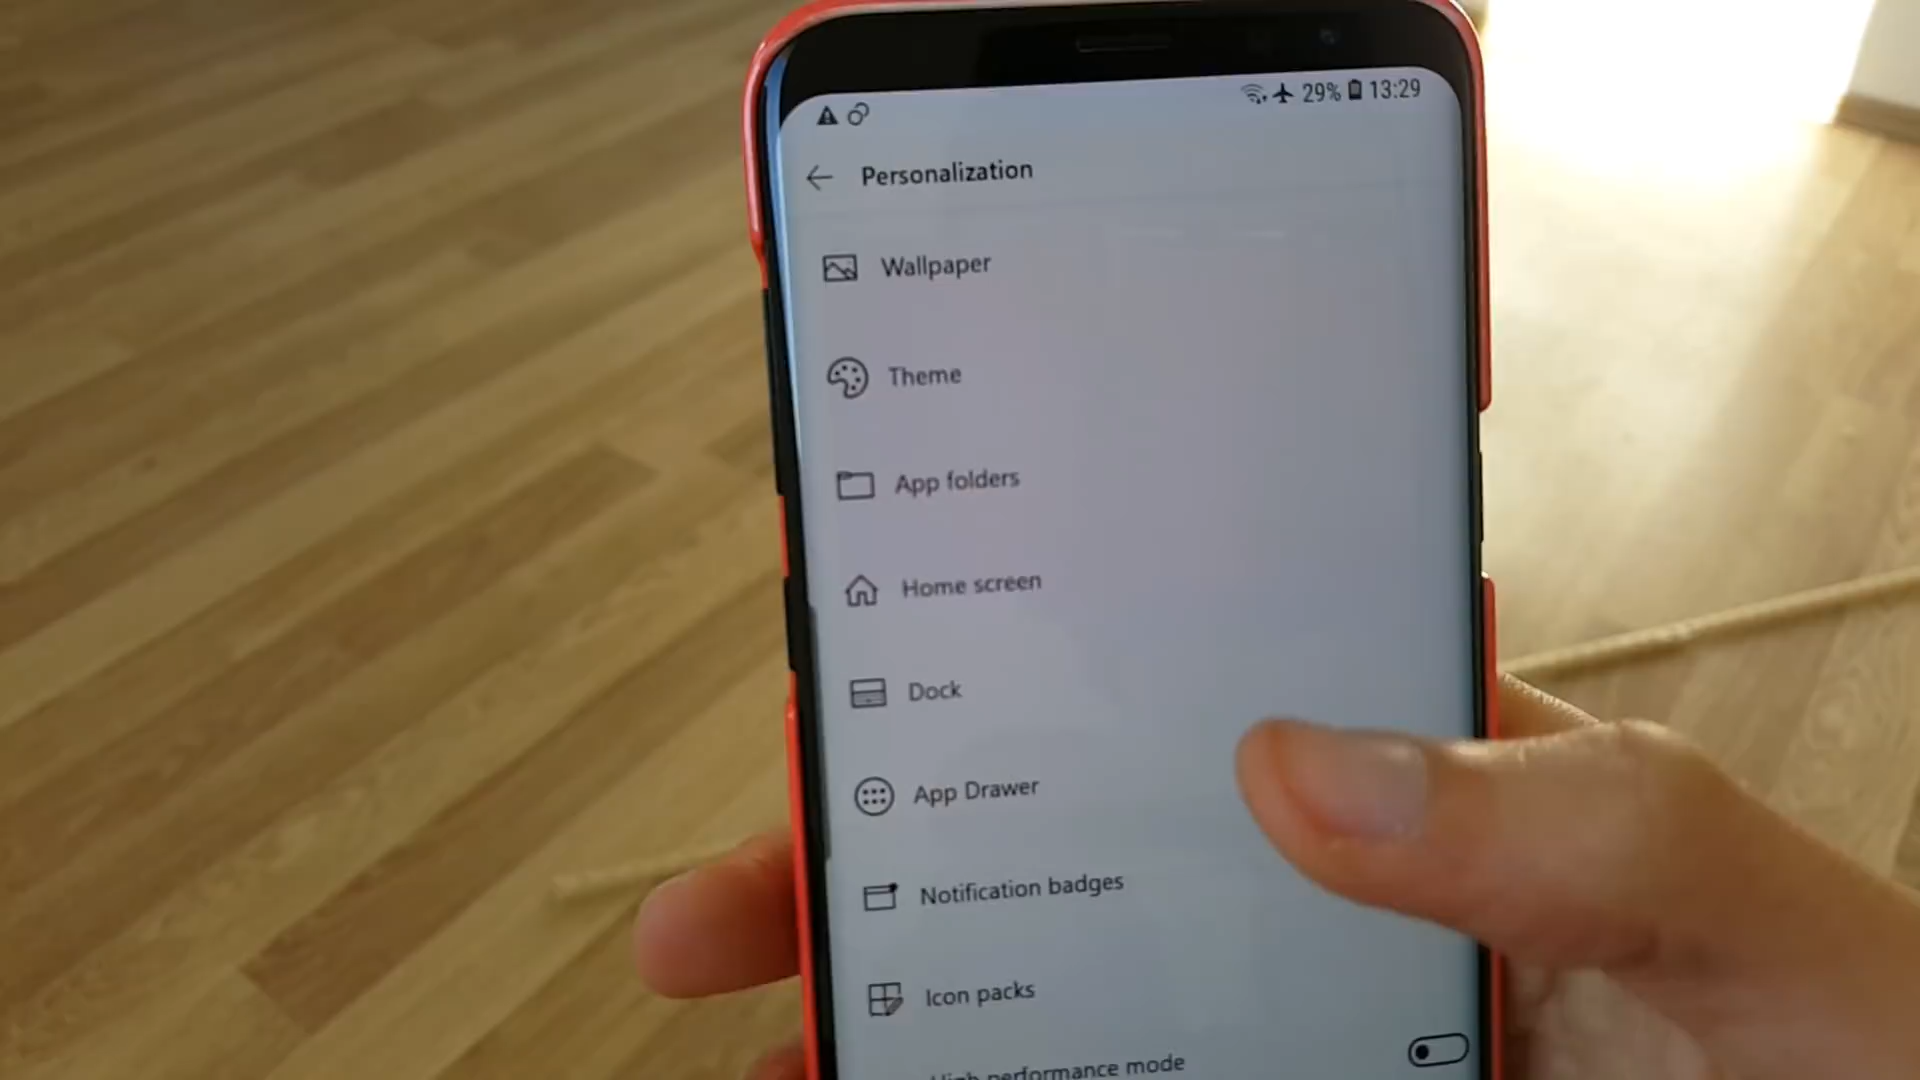 29% 13:29
Personalization
Wallpaper
Theme
App folders
Home screen
Dock
App Drawer
Notification badges
Icon packs
High performance mode